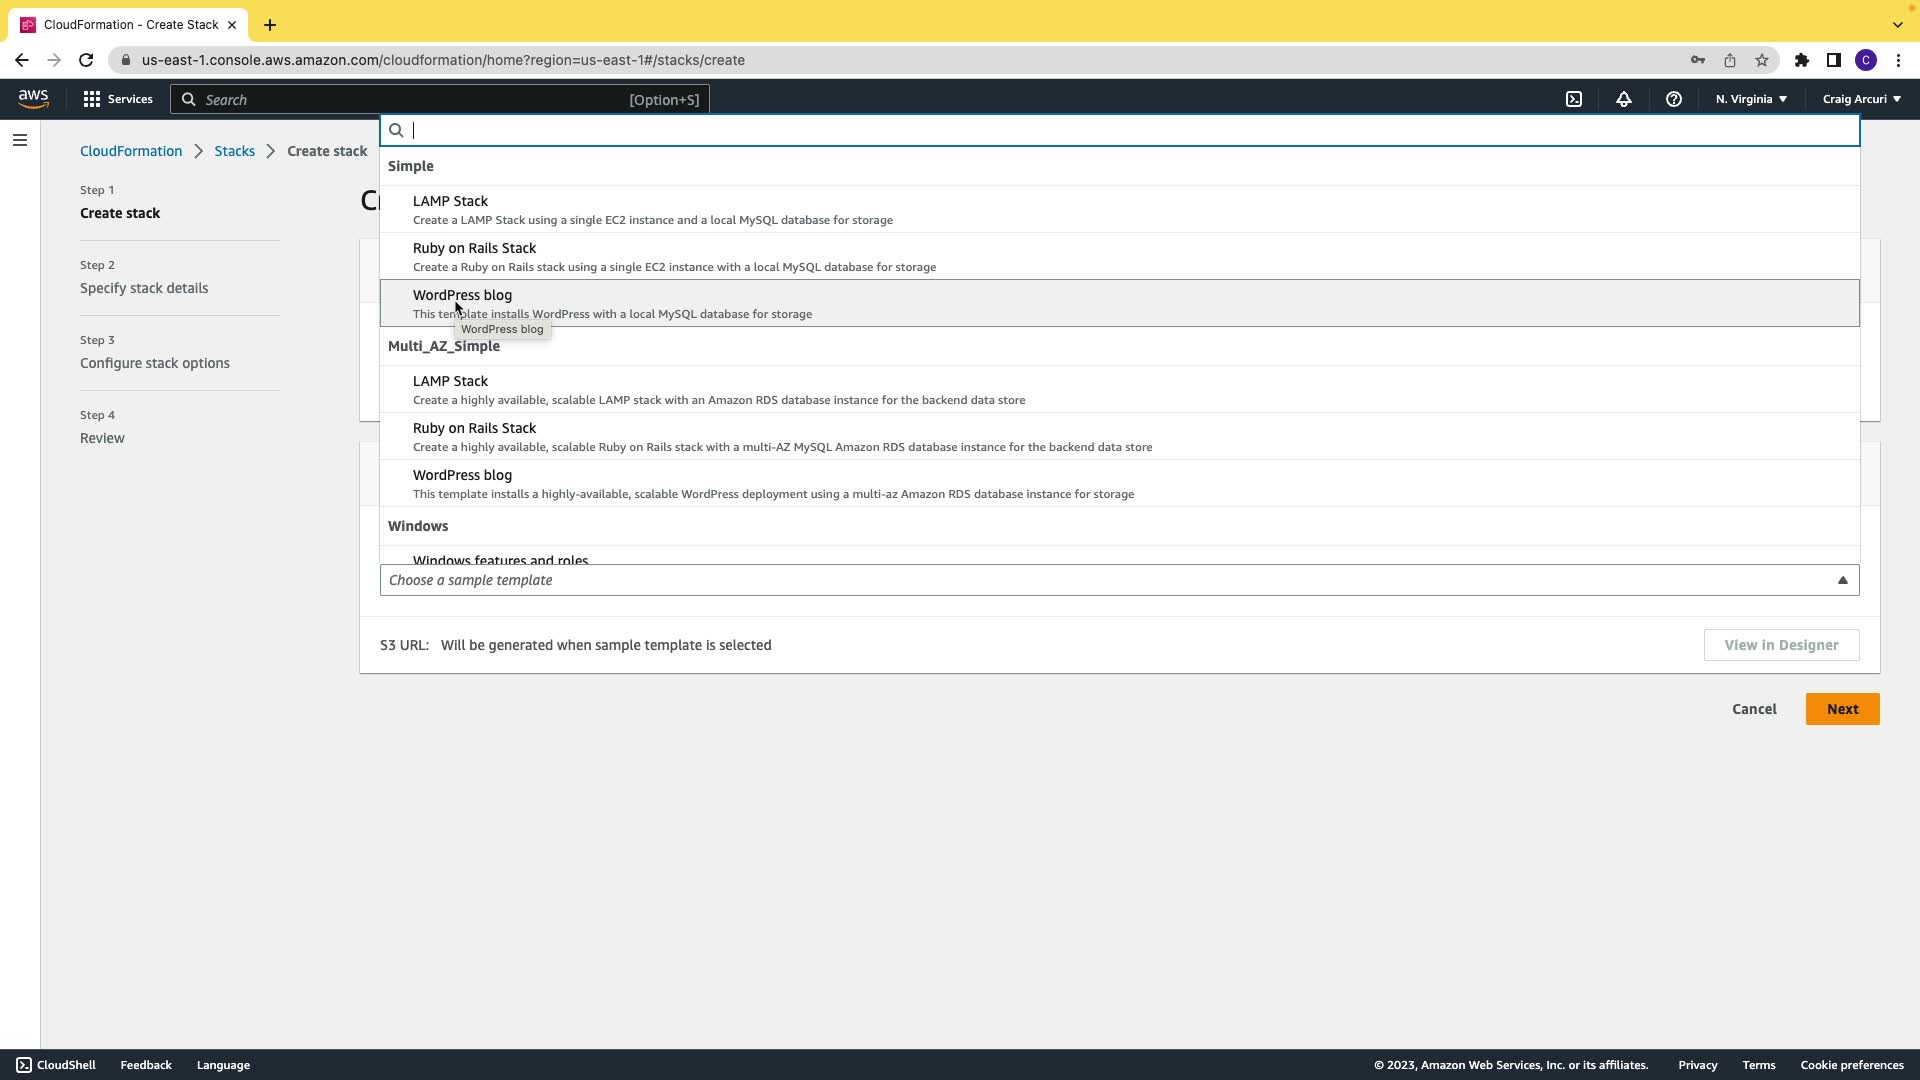 CloudFormation - Create Stack
us-east-1.console.aws.amazon.com/cloudformation/home?region=us-east-1#/stacks/create
C
aws
Services
Search
[Option+S]
N. Virginia
Craig Arcuri
CloudFormation
Stacks
Create stack
Step 1
Create stack
Step 2
Specify stack details
Step 3
Configure stack options
Step 4
Review
Simple
LAMP Stack
Create a LAMP Stack using a single EC2 instance and a local MySQL database for storage
Ruby on Rails Stack
Create a Ruby on Rails stack using a single EC2 instance with a local MySQL database for storage
WordPress blog
This template installs WordPress with a local MySQL database for storage
WordPress blog
Multi_AZ_Simple
LAMP Stack
Create a highly available, scalable LAMP stack with an Amazon RDS database instance for the backend data store
Ruby on Rails Stack
Create a highly available, scalable Ruby on Rails stack with a multi-AZ MySQL Amazon RDS database instance for the backend data store
WordPress blog
This template installs a highly-available, scalable WordPress deployment using a multi-az Amazon RDS database instance for storage
Windows
Windows features and roles
Choose a sample template
S3 URL: Will be generated when sample template is selected
View in Designer
Cancel
Next
CloudShell
Feedback
Language
© 2023, Amazon Web Services, Inc. or its affiliates.
Privacy
Terms
Cookie preferences